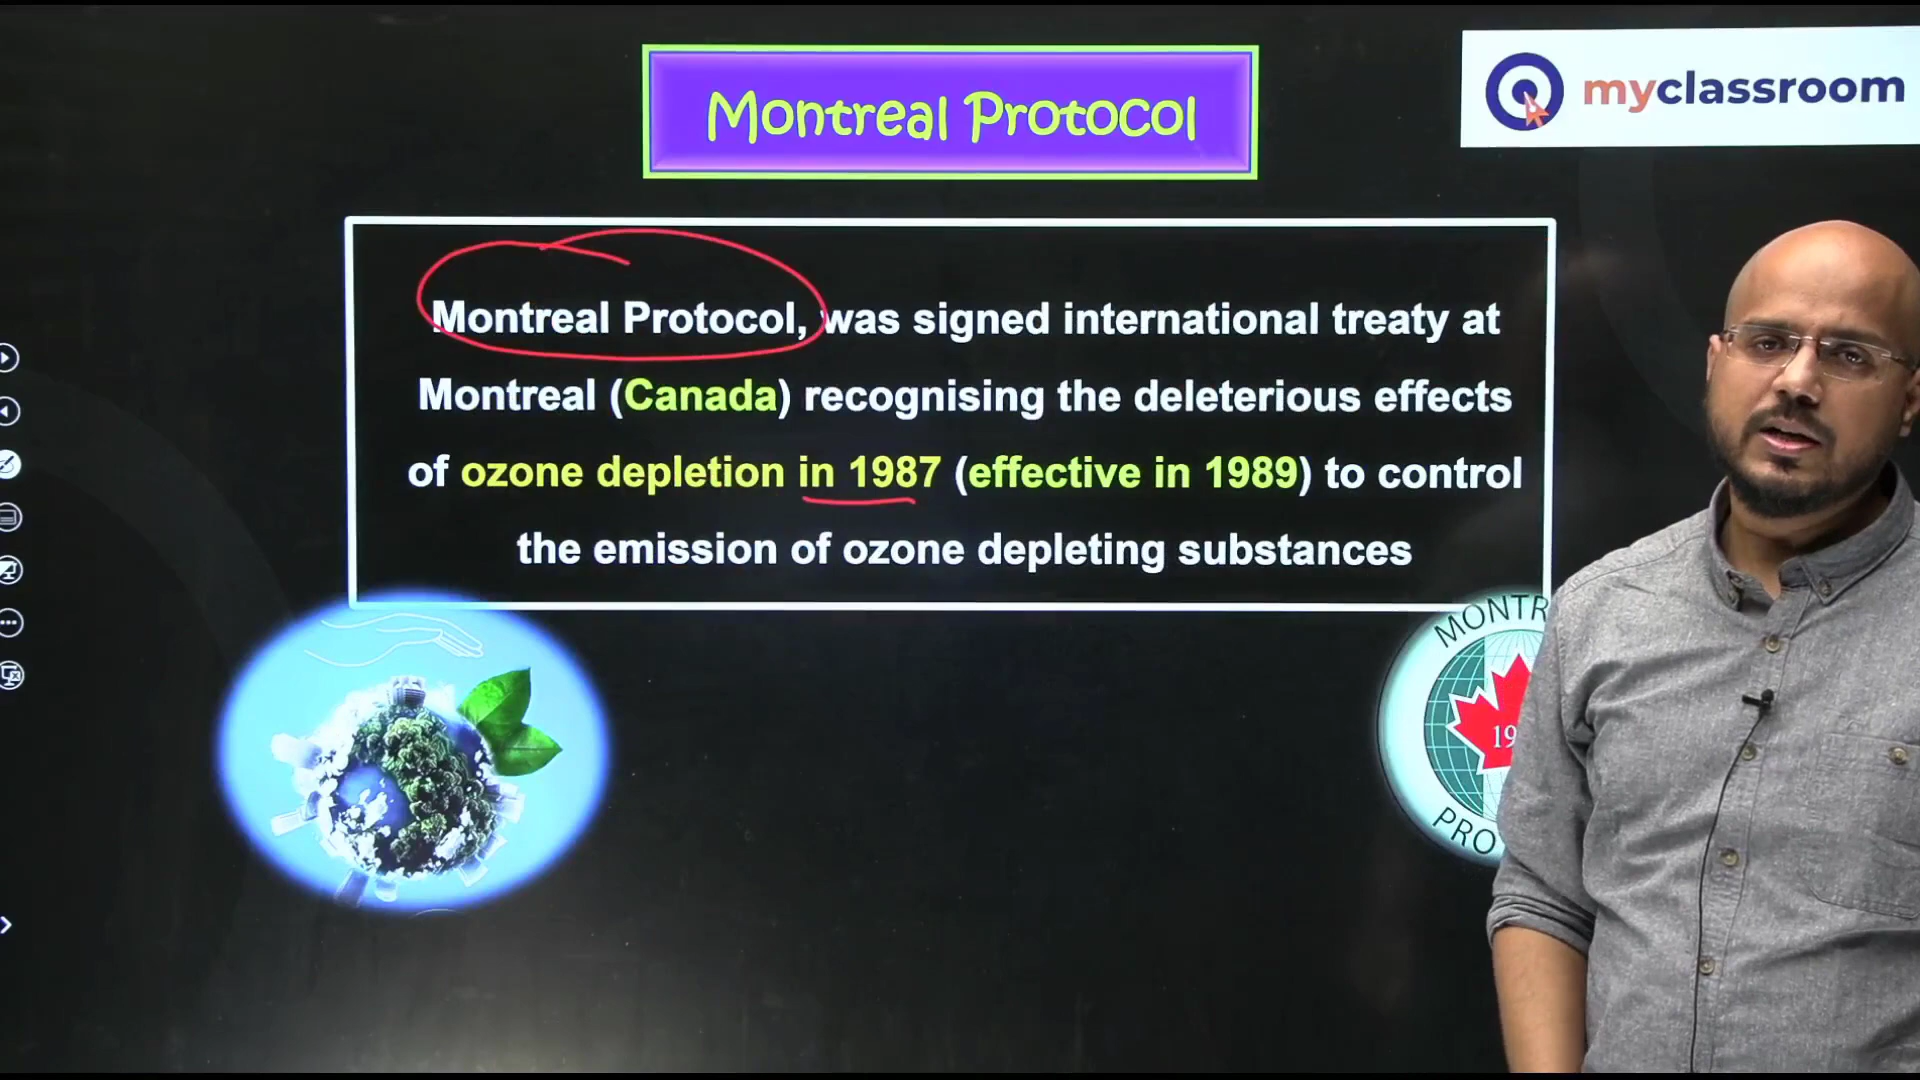 Montreal Protocol
myclassroom
Montreal Protocol, was signed international treaty at
Montreal (Canada) recognising the deleterious effects
of ozone depletion in 1987 (effective in 1989) to control
the emission of ozone depleting substances
MONTR
19
PRO